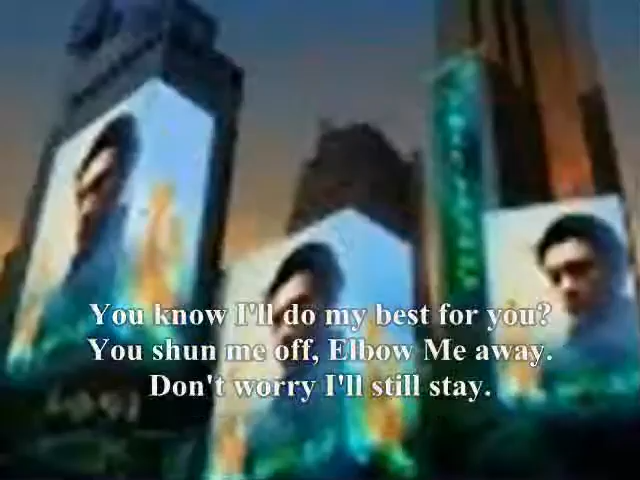 You know I'll do my best for you?
You shun me off, Elbow Me away.
Don't worry I'll still stay.